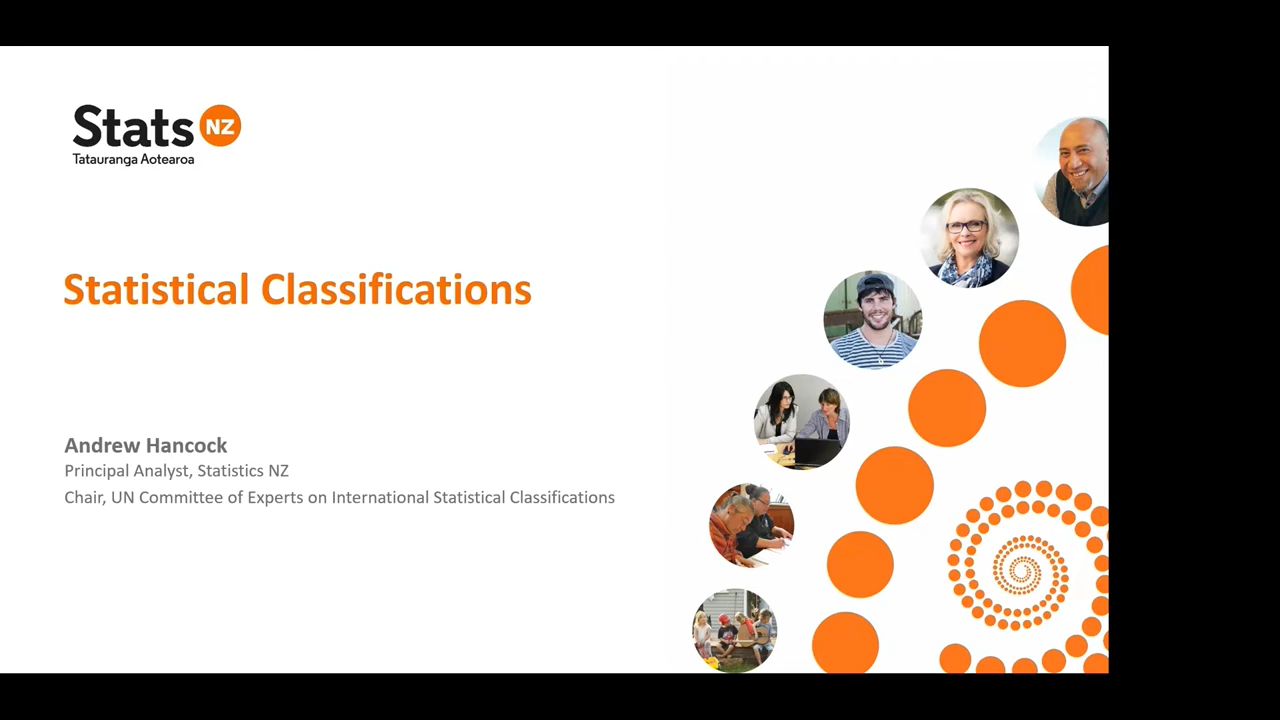 Stats NZ
Tatauranga Aotearoa
Statistical Classifications
Andrew Hancock
Principal Analyst, Statistics NZ
Chair, UN Committee of Experts on International Statistical Classifications